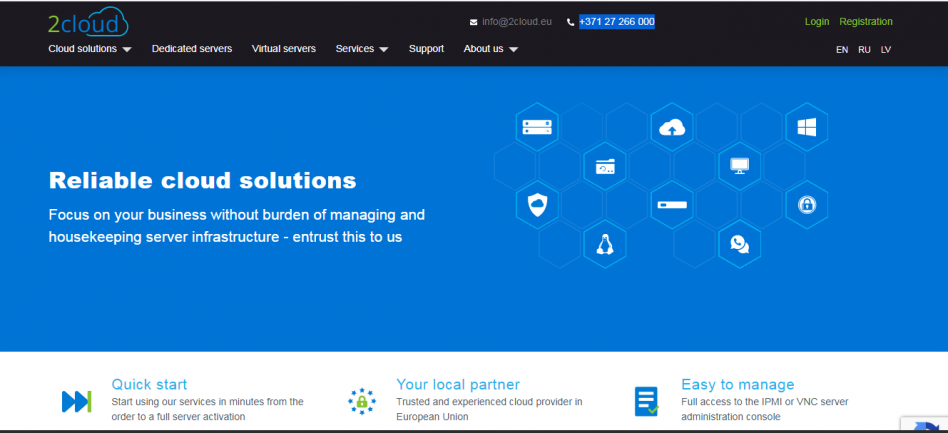 2cloud
info@2cloud.eu
+371 27 266 000
Login
Registration
Cloud solutions
Dedicated servers
Virtual servers
Services
Support
About us
EN
RU
LV
Reliable cloud solutions
Focus on your business without burden of managing and
housekeeping server infrastructure - entrust this to us
Quick start
Start using our services in minutes from the
order to a full server activation
Your local partner
Trusted and experienced cloud provider in
European Union
Easy to manage
Full access to the IPMI or VNC server
administration console